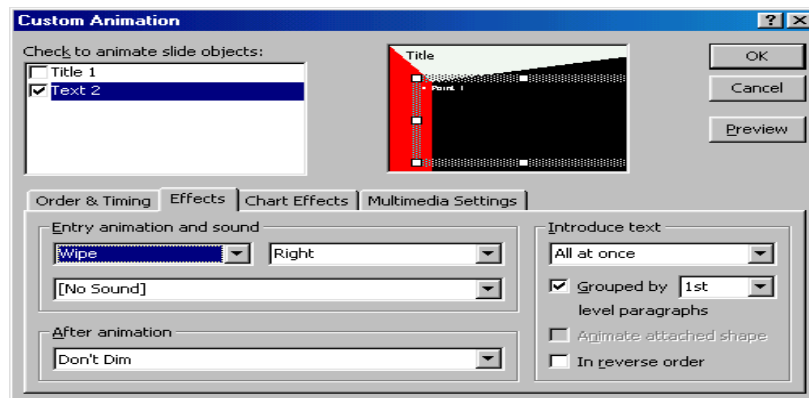 Custom Animation
Check to animate slide objects:
Title 1
Text 2
Title
Point 1
OK
Cancel
Preview
Order & Timing
Effects
Chart Effects
Multimedia Settings
Entry animation and sound
Wipe
Right
[No Sound]
After animation
Don't Dim
Introduce text
All at once
Grouped by 1st
level paragraphs
Animate attached shape
In reverse order